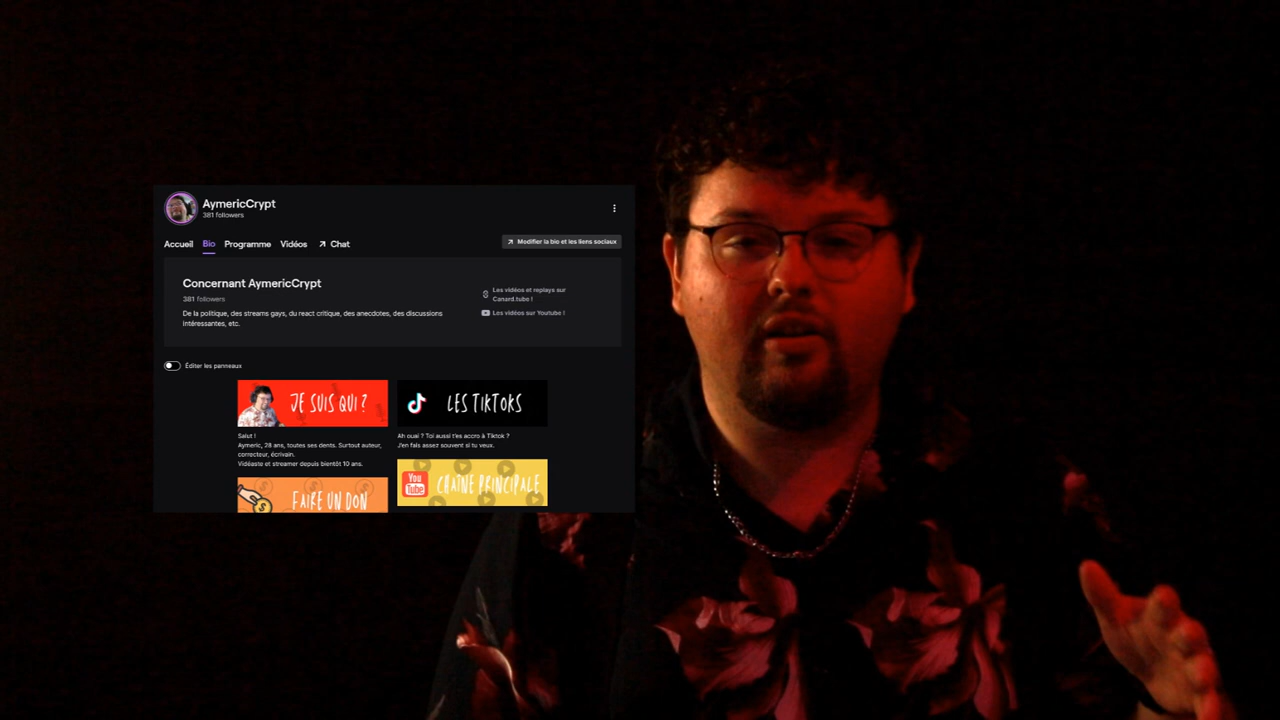 AymericCrypt
381 followers
Accueil Bio Programme Vidéos Chat
Modifier la bio et les liens sociaux
Concernant AymericCrypt
381 followers
De la politique, des streams gays, du react critique, des anecdotes, des discussions
intéressantes, etc.
Les vidéos et replays sur
Canard.tube !
Les vidéos sur Youtube !
Éditer les panneaux
JE SUIS QUI ?
Salut !
Aymeric, 28 ans, toutes ses dents. Surtout auteur,
correcteur, écrivain.
Vidéaste et streamer depuis bientôt 10 ans.
FAIRE UN DON
LES TIKTOKS
Ah ouai ? Toi aussi t'es accro à Tiktok ?
J'en fais assez souvent si tu veux.
You
Tube
CHAÎNE PRINCIPALE